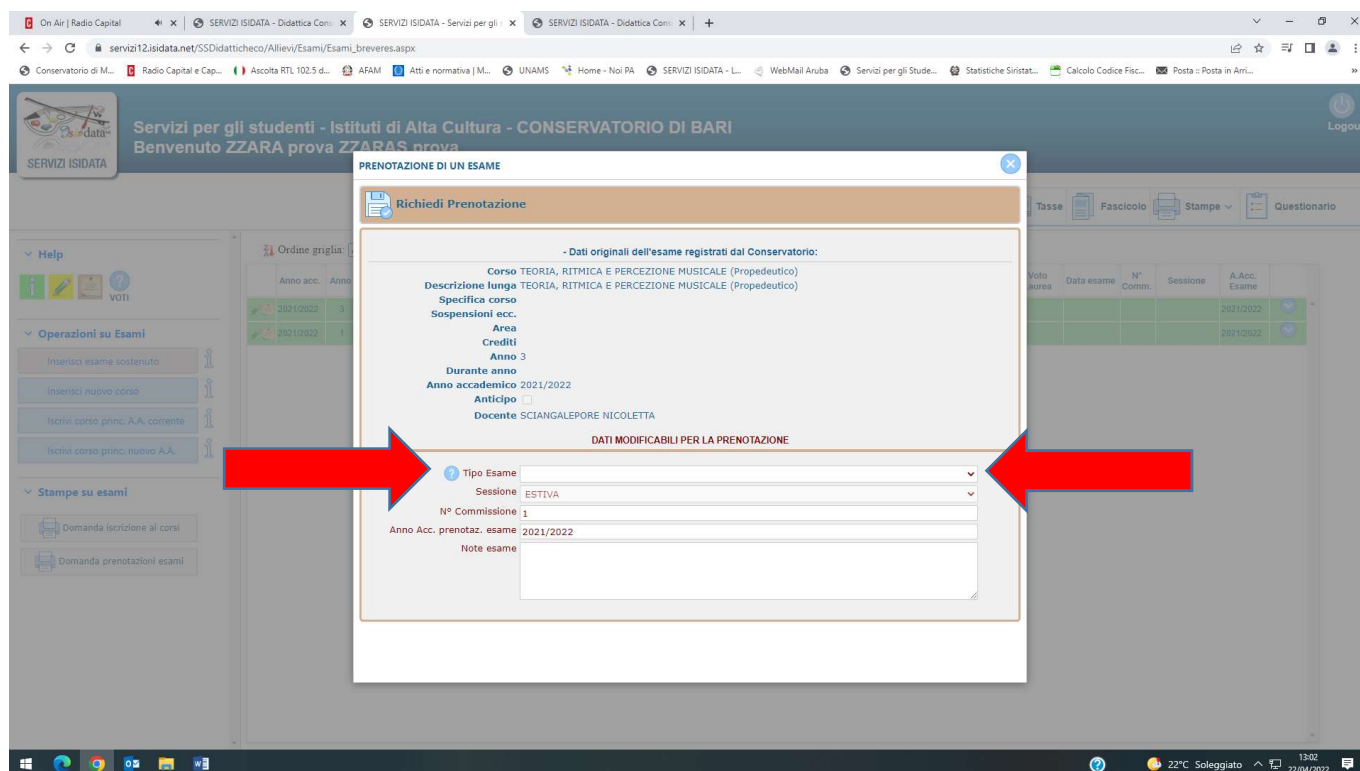 On Air | Radio Capital
SERVIZI ISIDATA - Didattica Cons
SERVIZI ISIDATA - Servizi per gli s
SERVIZI ISIDATA - Didattica Cons
servizi12.isidata.net/SSDidatticheco/Allievi/Esami/Esami_breveres.aspx
Conservatorio di M... Radio Capital e Cap... Ascolta RTL 102.5 d... AFAM Atti e normativa | M... UNAMS Home - Noi PA SERVIZI ISIDATA - L... WebMail Aruba Servizi per gli Stude... Statistiche Siristat... Calcolo Codice Fisc... Posta :: Posta in Arri... »
Isidata
SERVIZI ISIDATA
Servizi per gli studenti - Istituti di Alta Cultura - CONSERVATORIO DI BARI
Benvenuto ZZARA prova ZZARAS prova
Logou
Tasse Fascicolo Stampe Questionario
Help
VOTI
Operazioni su Esami
Inserisci esame sostenuto
Inserisci nuovo corso
Iscrivi corso princ. A.A. corrente
Iscrivi corso princ. nuovo A.A.
Stampe su esami
Domanda iscrizione ai corsi
Domanda prenotazioni esami
Ordine griglia:
Anno acc. Anno
2021/2022 3
2021/2022 1
Voto Data esame N° Comm. Sessione A.Acc. Esame
2021/2022
2021/2022
PRENOTAZIONE DI UN ESAME
Richiedi Prenotazione
- Dati originali dell'esame registrati dal Conservatorio:
Corso TEORIA, RITMICA E PERCEZIONE MUSICALE (Propedeutico)
Descrizione lunga TEORIA, RITMICA E PERCEZIONE MUSICALE (Propedeutico)
Specifica corso
Sospensioni ecc.
Area
Crediti
Anno 3
Durante anno
Anno accademico 2021/2022
Anticipo
Docente SCIANGALEPORE NICOLETTA
DATI MODIFICABILI PER LA PRENOTAZIONE
? Tipo Esame
Sessione ESTIVA
N° Commissione 1
Anno Acc. prenotaz. esame 2021/2022
Note esame
22°C Soleggiato
13:02
22/04/2022